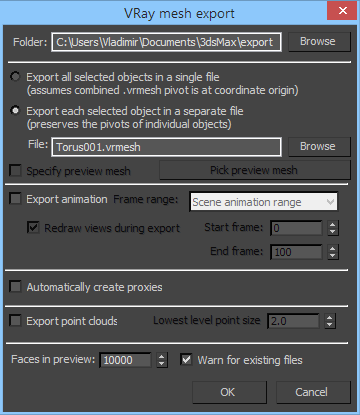 VRay mesh export
Folder: C:\Users\Vladimir\Documents\3dsMax\export Browse
Export all selected objects in a single file
(assumes combined .vrmesh pivot is at coordinate origin)
Export each selected object in a separate file
(preserves the pivots of individual objects)
File: Torus001.vrmesh Browse
Specify preview mesh Pick preview mesh
Export animation Frame range: Scene animation range
Redraw views during export Start frame: 0
End frame: 100
Automatically create proxies
Export point clouds Lowest level point size 2.0
Faces in preview: 10000 Warn for existing files
OK Cancel